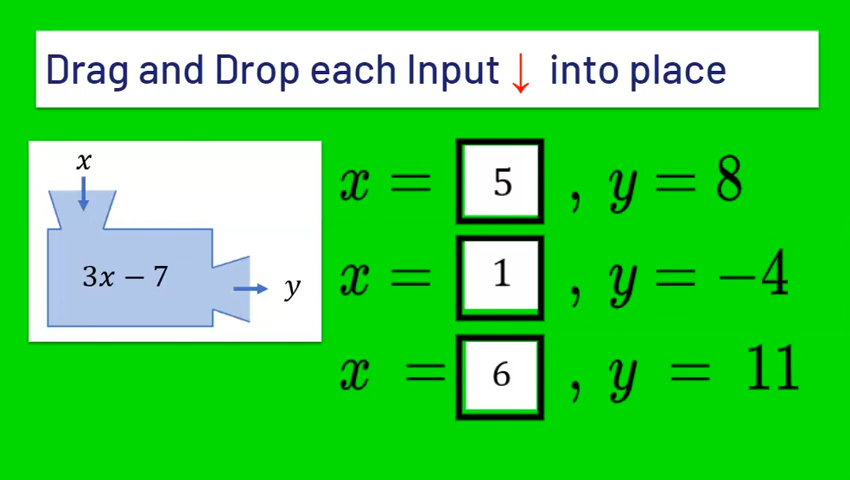 Drag and Drop each Input ↓ into place
x
3x − 7
y
x = 5 , y = 8
x = 1 , y = −4
x = 6 , y = 11